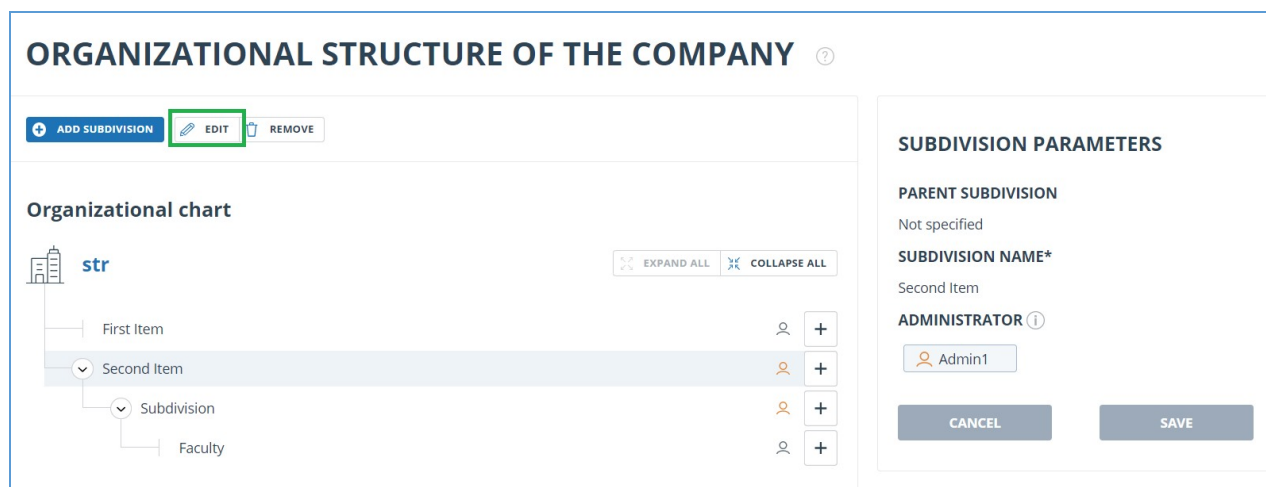 ORGANIZATIONAL STRUCTURE OF THE COMPANY ?
ADD SUBDIVISION EDIT REMOVE
Organizational chart
str
EXPAND ALL COLLAPSE ALL
First Item
Second Item
Subdivision
Faculty
SUBDIVISION PARAMETERS
PARENT SUBDIVISION
Not specified
SUBDIVISION NAME*
Second Item
ADMINISTRATOR i
Admin1
CANCEL SAVE